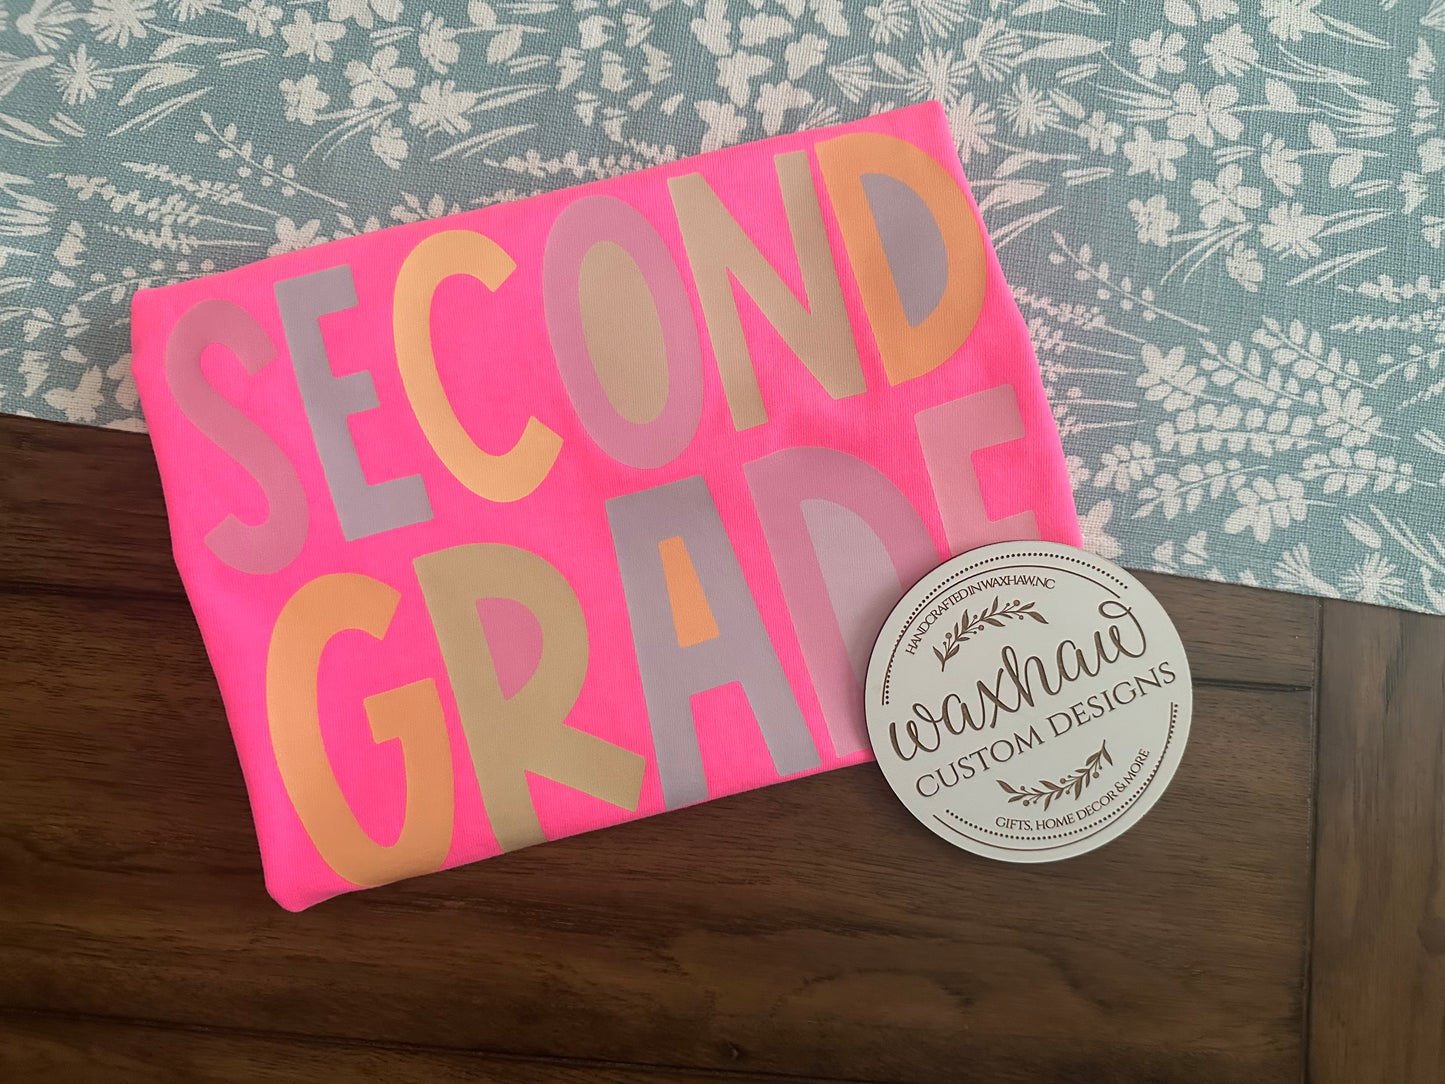 SECOND
GRADE
HANDCRAFTED IN WAXHAW, NC
waxhaw
CUSTOM DESIGNS
GIFTS, HOME DECOR & MORE